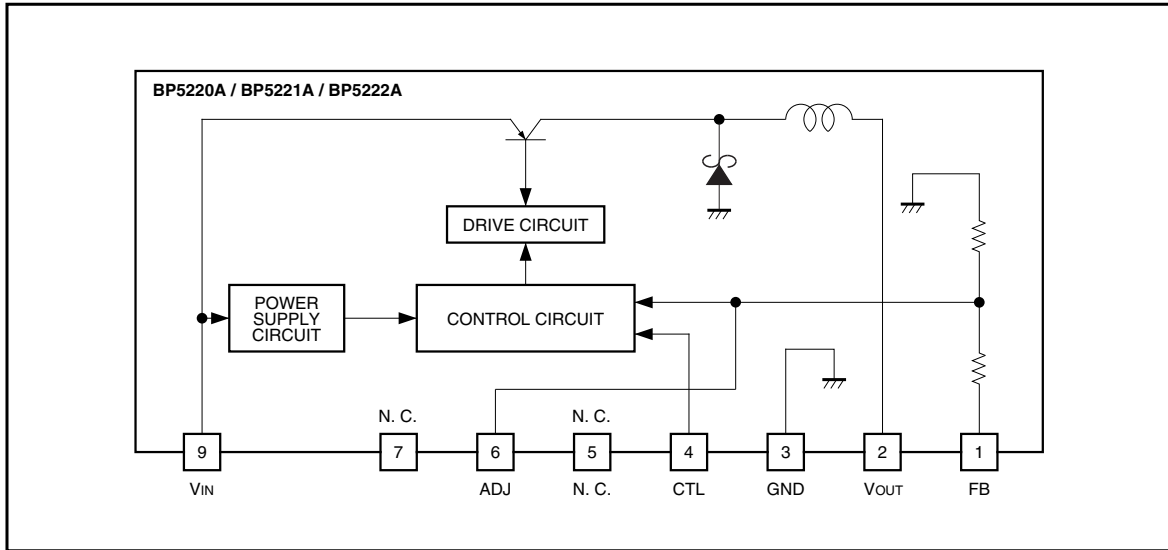 BP5220A / BP5221A / BP5222A
DRIVE CIRCUIT
POWER
SUPPLY
CIRCUIT
CONTROL CIRCUIT
N. C.
N. C.
9
7
6
5
4
3
2
1
VIN
ADJ
N. C.
CTL
GND
VOUT
FB